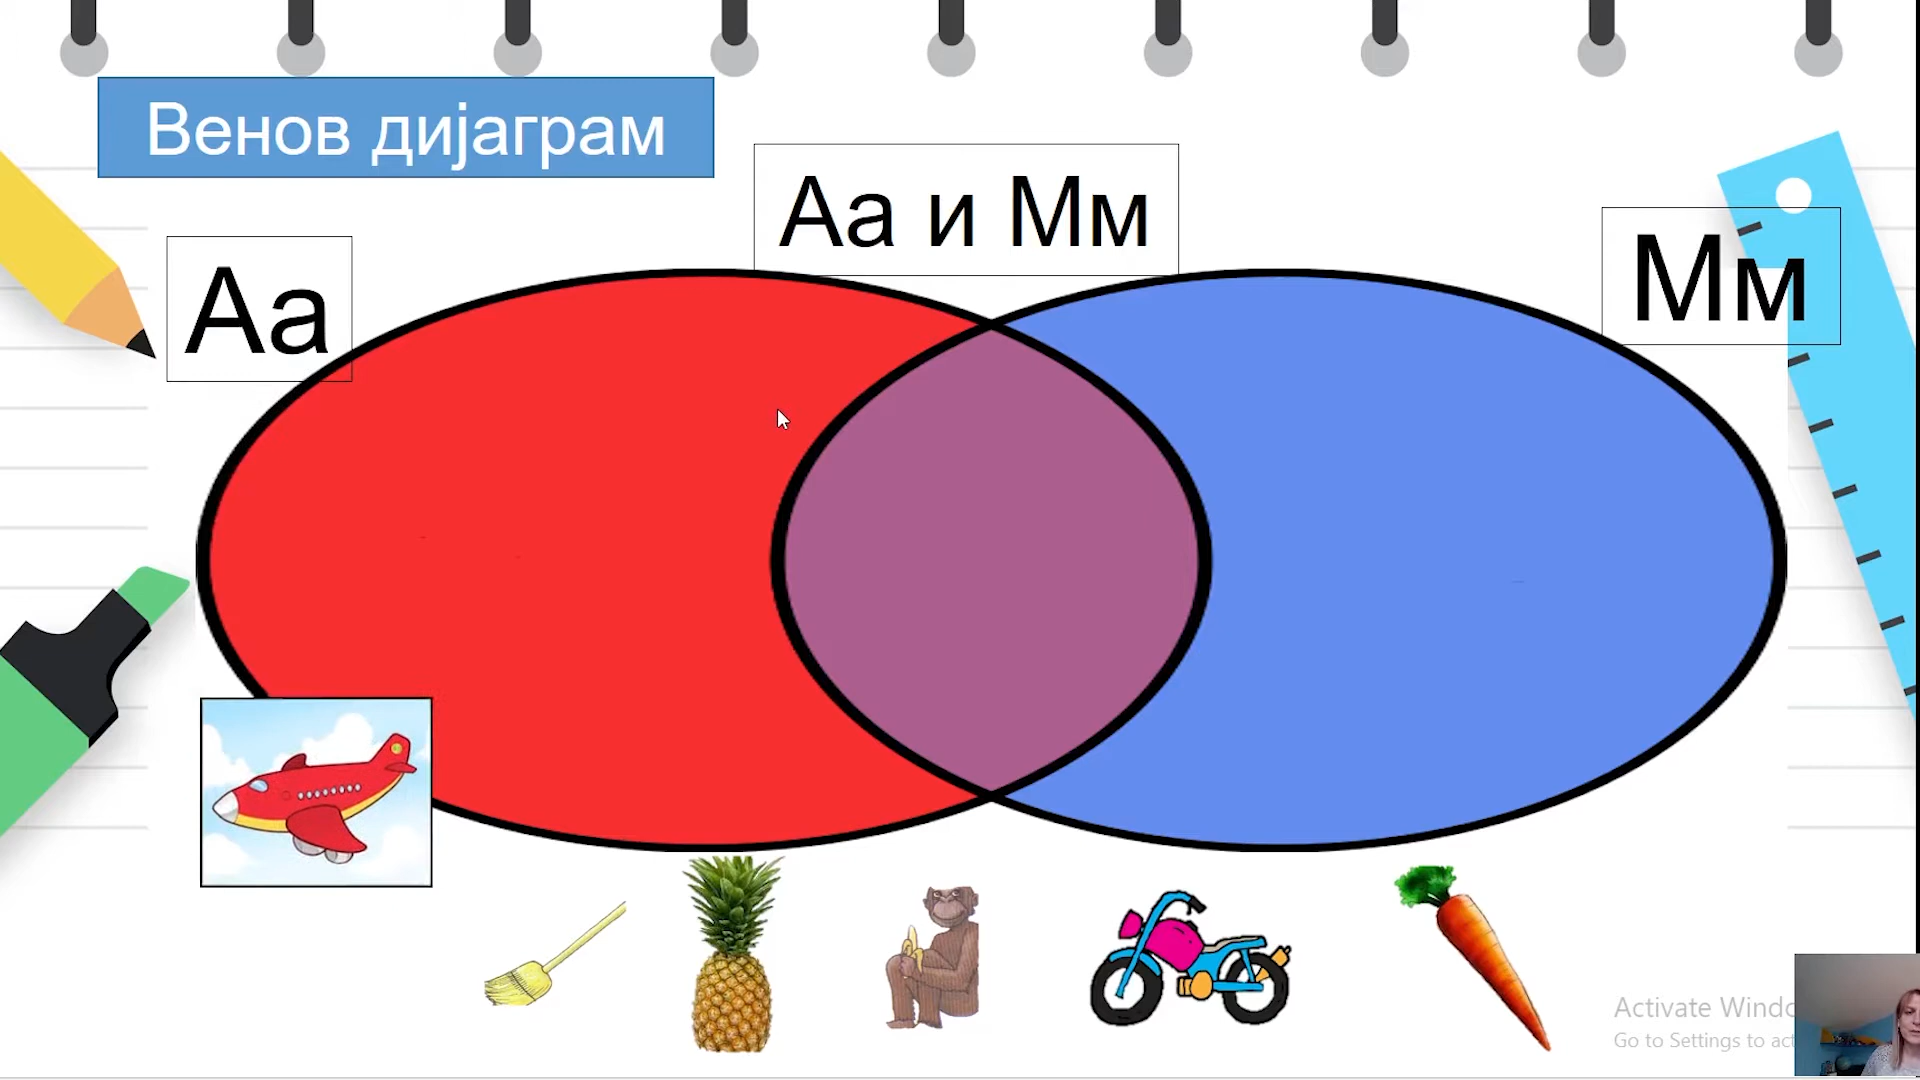 Венов дијаграм
Аа и Мм
Аа
Мм
Activate Windo
Go to Settings to act